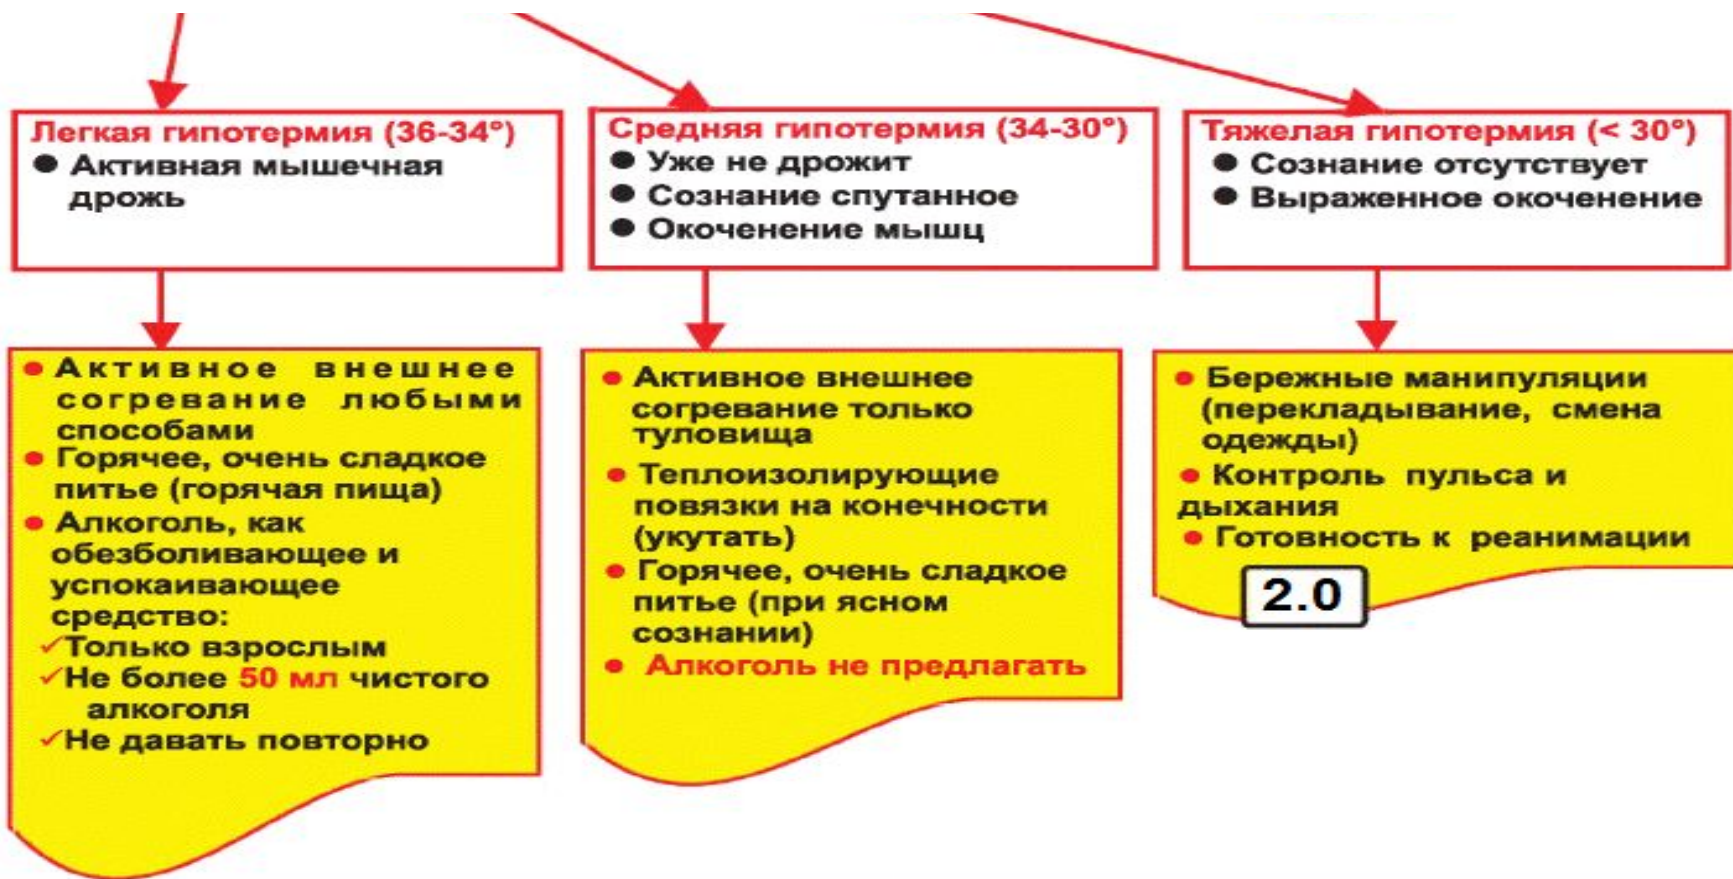 Легкая гипотермия (36-34°)
● Активная мышечная
дрожь
Средняя гипотермия (34-30°)
● Уже не дрожит
● Сознание спутанное
● Окоченение мышц
Тяжелая гипотермия (< 30°)
● Сознание отсутствует
● Выраженное окоченение
● Активное внешнее
согревание любыми
способами
● Горячее, очень сладкое
питье (горячая пища)
● Алкоголь, как
обезболивающее и
успокаивающее
средство:
✓Только взрослым
✓Не более 50 мл чистого
алкоголя
✓Не давать повторно
● Активное внешнее
согревание только
туловища
● Теплоизолирующие
повязки на конечности
(укутать)
● Горячее, очень сладкое
питье (при ясном
сознании)
● Алкоголь не предлагать
● Бережные манипуляции
(перекладывание, смена
одежды)
● Контроль пульса и
дыхания
● Готовность к реанимации
2.0